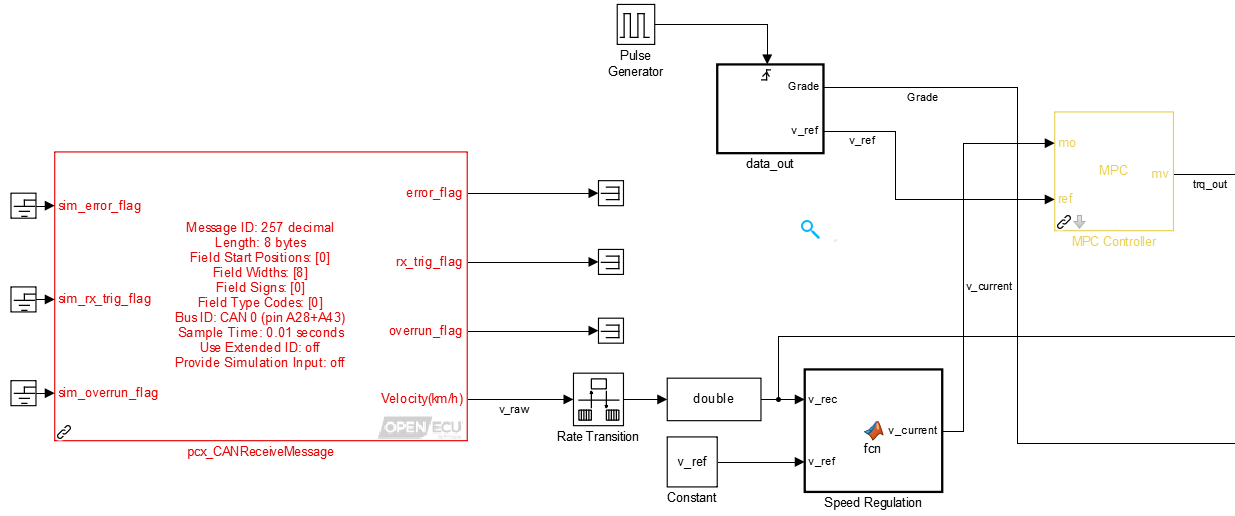 Pulse
Generator
Grade
v_ref
data_out
Grade
v_ref
mo
MPC
mv
ref
MPC Controller
trq_out
sim_error_flag
sim_rx_trig_flag
sim_overrun_flag
Message ID: 257 decimal
Length: 8 bytes
Field Start Positions: [0]
Field Widths: [8]
Field Signs: [0]
Field Type Codes: [0]
Bus ID: CAN 0 (pin A28+A43)
Sample Time: 0.01 seconds
Use Extended ID: off
Provide Simulation Input: off
error_flag
rx_trig_flag
overrun_flag
Velocity(km/h)
OPENECU
pcx_CANReceiveMessage
v_raw
Rate Transition
double
v_ref
Constant
v_rec
v_ref
fcn
v_current
Speed Regulation
v_current